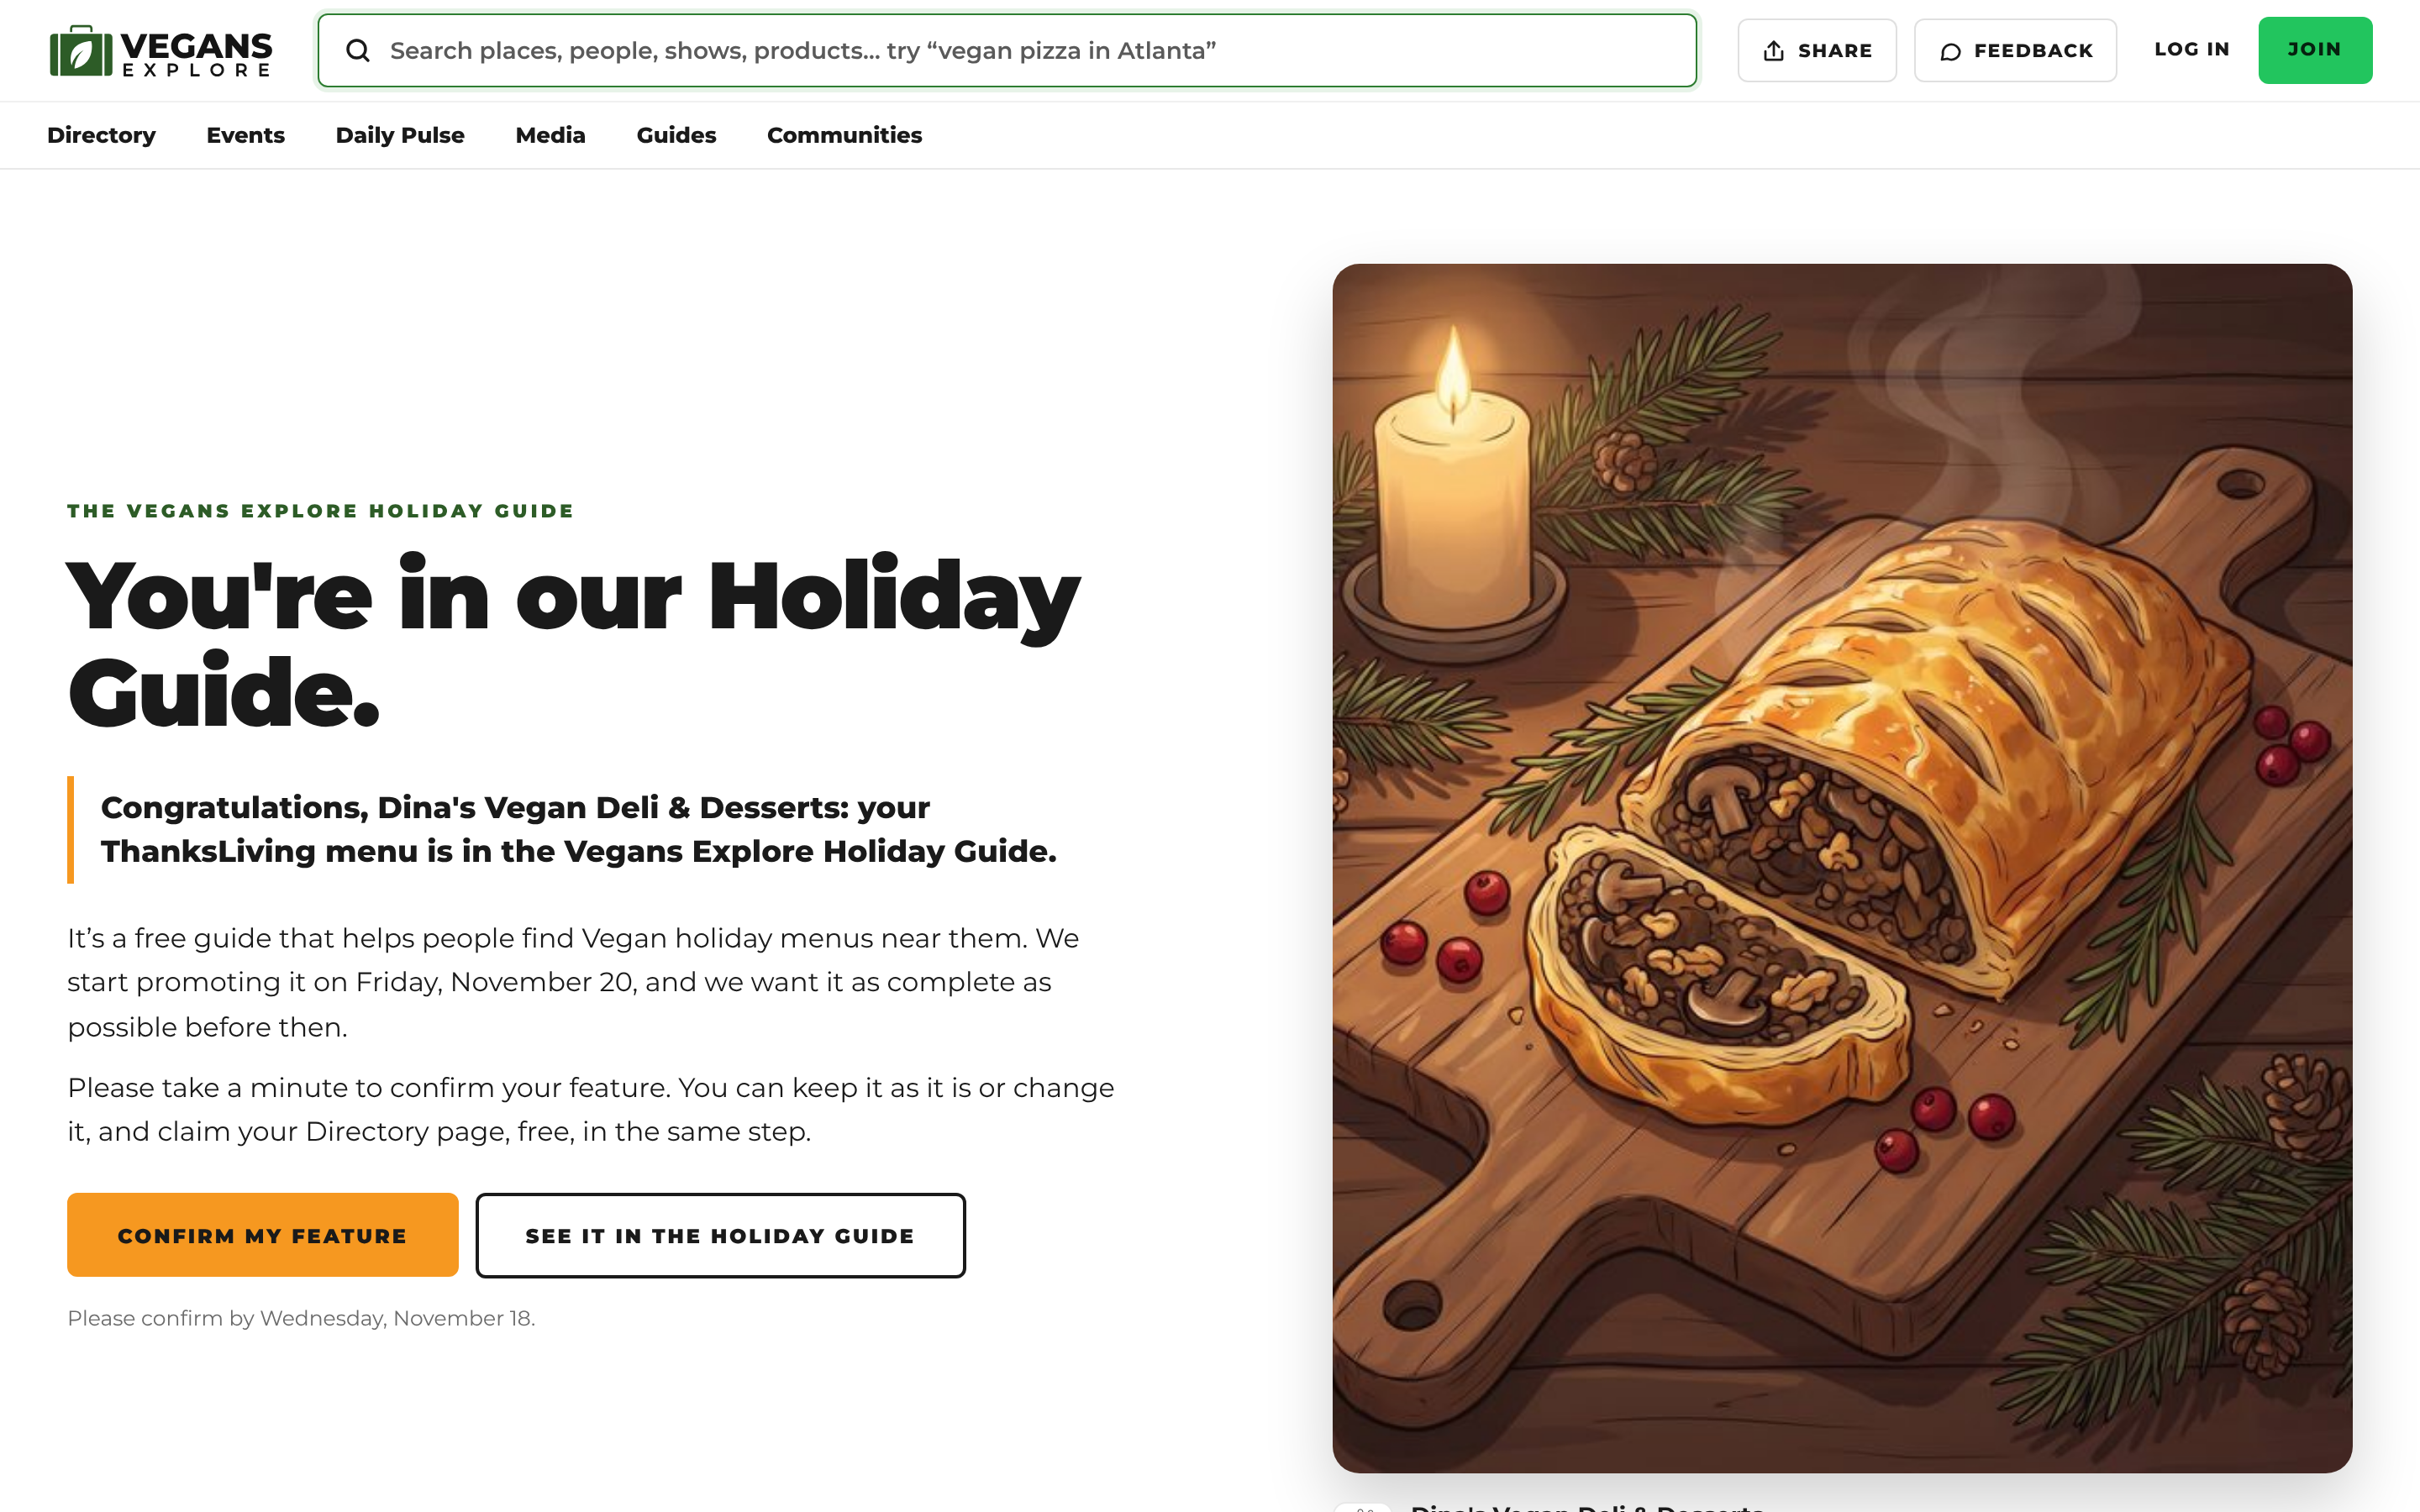 VEGANS
EXPLORE
Search places, people, shows, products... try “vegan pizza in Atlanta”
SHARE
FEEDBACK
LOG IN
JOIN
Directory
Events
Daily Pulse
Media
Guides
Communities
THE VEGANS EXPLORE HOLIDAY GUIDE
You're in our Holiday
Guide.
Congratulations, Dina's Vegan Deli & Desserts: your
ThanksLiving menu is in the Vegans Explore Holiday Guide.
It’s a free guide that helps people find Vegan holiday menus near them. We
start promoting it on Friday, November 20, and we want it as complete as
possible before then.
Please take a minute to confirm your feature. You can keep it as it is or change
it, and claim your Directory page, free, in the same step.
CONFIRM MY FEATURE
SEE IT IN THE HOLIDAY GUIDE
Please confirm by Wednesday, November 18.
Dina's Vegan Deli & Desserts